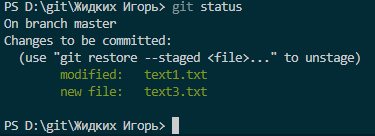 PS D:\git\Жидких Игорь> git status
On branch master
Changes to be committed:
  (use "git restore --staged <file>..." to unstage)
        modified:   text1.txt
        new file:   text3.txt

PS D:\git\Жидких Игорь>